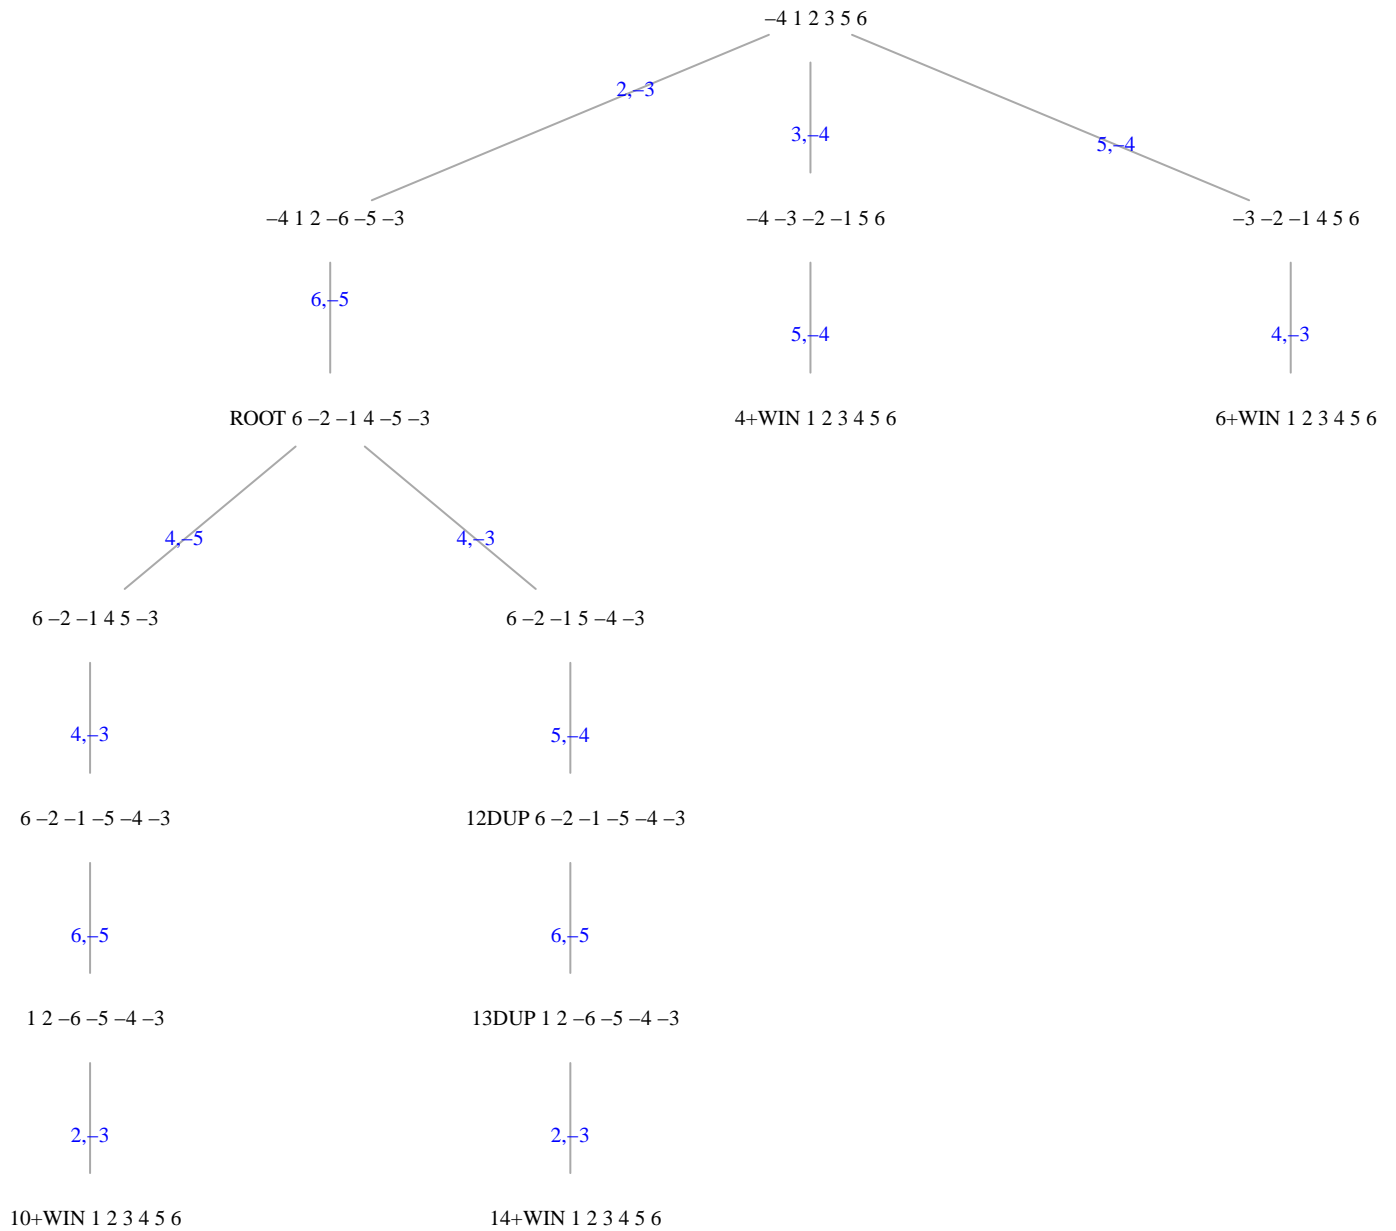 –4 1 2 3 5 6
2,–3
3,–4
5,–4
–4 1 2 –6 –5 –3
–4 –3 –2 –1 5 6
–3 –2 –1 4 5 6
6,–5
5,–4
4,–3
ROOT 6 –2 –1 4 –5 –3
4+WIN 1 2 3 4 5 6
6+WIN 1 2 3 4 5 6
4,–5
4,–3
6 –2 –1 4 5 –3
6 –2 –1 5 –4 –3
4,–3
5,–4
6 –2 –1 –5 –4 –3
12DUP 6 –2 –1 –5 –4 –3
6,–5
6,–5
1 2 –6 –5 –4 –3
13DUP 1 2 –6 –5 –4 –3
2,–3
2,–3
10+WIN 1 2 3 4 5 6
14+WIN 1 2 3 4 5 6